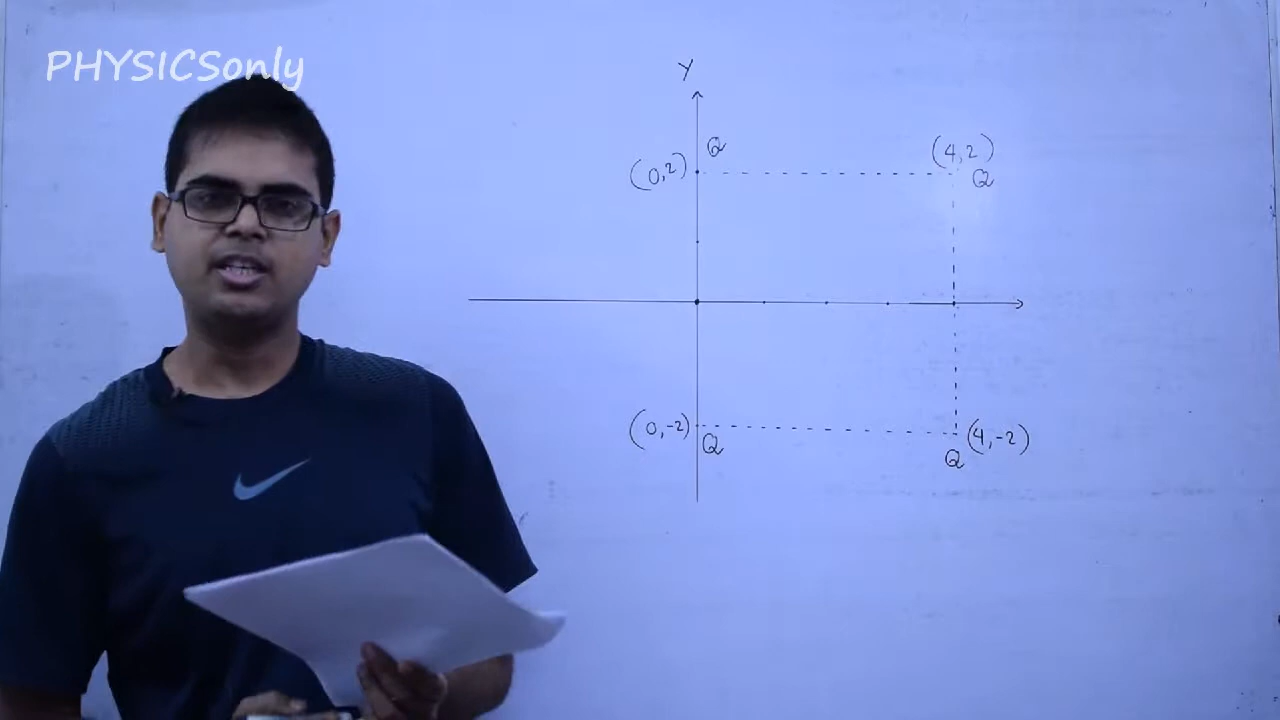 PHYSICSonly
Y
Q
(0,2)
(4,2)
Q
(0,-2)
Q
(4,-2)
Q